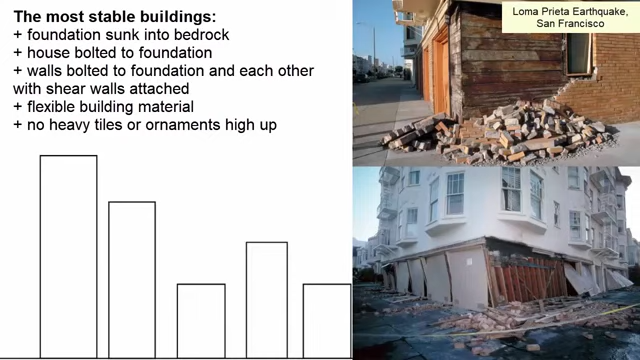 The most stable buildings:
+ foundation sunk into bedrock
+ house bolted to foundation
+ walls bolted to foundation and each other
with shear walls attached
+ flexible building material
+ no heavy tiles or ornaments high up
Loma Prieta Earthquake,
San Francisco